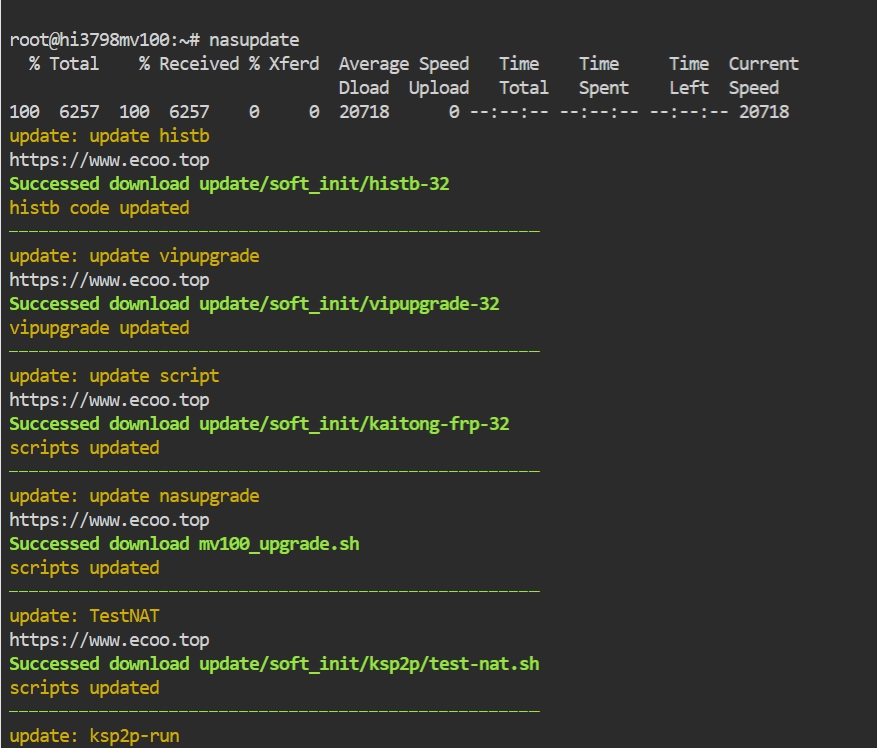 root@hi3798mv100:~# nasupdate
  % Total    % Received % Xferd  Average Speed   Time    Time     Time  Current
                                 Dload  Upload   Total   Spent    Left  Speed
100  6257  100  6257    0     0  20718      0 --:--:-- --:--:-- --:--:-- 20718
update: update histb
https://www.ecoo.top
Successed download update/soft_init/histb-32
histb code updated
-----------------------------------------------------
update: update vipupgrade
https://www.ecoo.top
Successed download update/soft_init/vipupgrade-32
vipupgrade updated
-----------------------------------------------------
update: update script
https://www.ecoo.top
Successed download update/soft_init/kaitong-frp-32
scripts updated
-----------------------------------------------------
update: update nasupgrade
https://www.ecoo.top
Successed download mv100_upgrade.sh
scripts updated
-----------------------------------------------------
update: TestNAT
https://www.ecoo.top
Successed download update/soft_init/ksp2p/test-nat.sh
scripts updated
-----------------------------------------------------
update: ksp2p-run